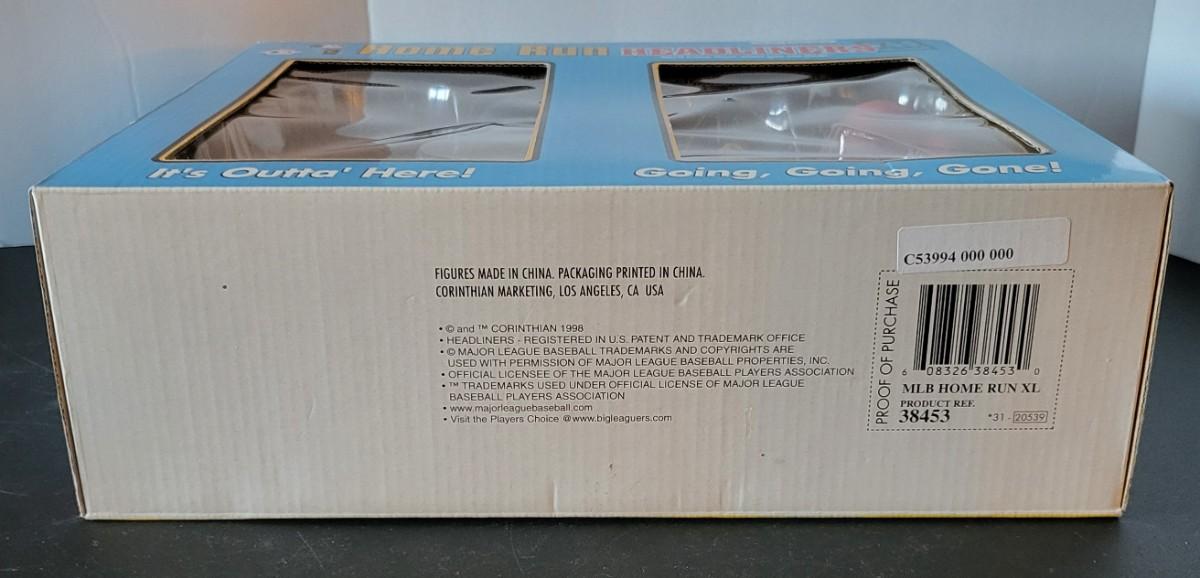 Home Run HEADLINERS XL
It's Outta' Here!
Going, Going, Gone!
FIGURES MADE IN CHINA. PACKAGING PRINTED IN CHINA.
CORINTHIAN MARKETING, LOS ANGELES, CA USA
• © and ™ CORINTHIAN 1998
• HEADLINERS - REGISTERED IN U.S. PATENT AND TRADEMARK OFFICE
• © MAJOR LEAGUE BASEBALL TRADEMARKS AND COPYRIGHTS ARE
USED WITH PERMISSION OF MAJOR LEAGUE BASEBALL PROPERTIES, INC.
• OFFICIAL LICENSEE OF THE MAJOR LEAGUE BASEBALL PLAYERS ASSOCIATION
• ™ TRADEMARKS USED UNDER OFFICIAL LICENSE OF MAJOR LEAGUE
BASEBALL PLAYERS ASSOCIATION
• www.majorleaguebaseball.com
• Visit the Players Choice @www.bigleaguers.com
C53994 000 000
PROOF OF PURCHASE
6 08326 38453 0
MLB HOME RUN XL
PRODUCT REF.
38453 *31 - 20539